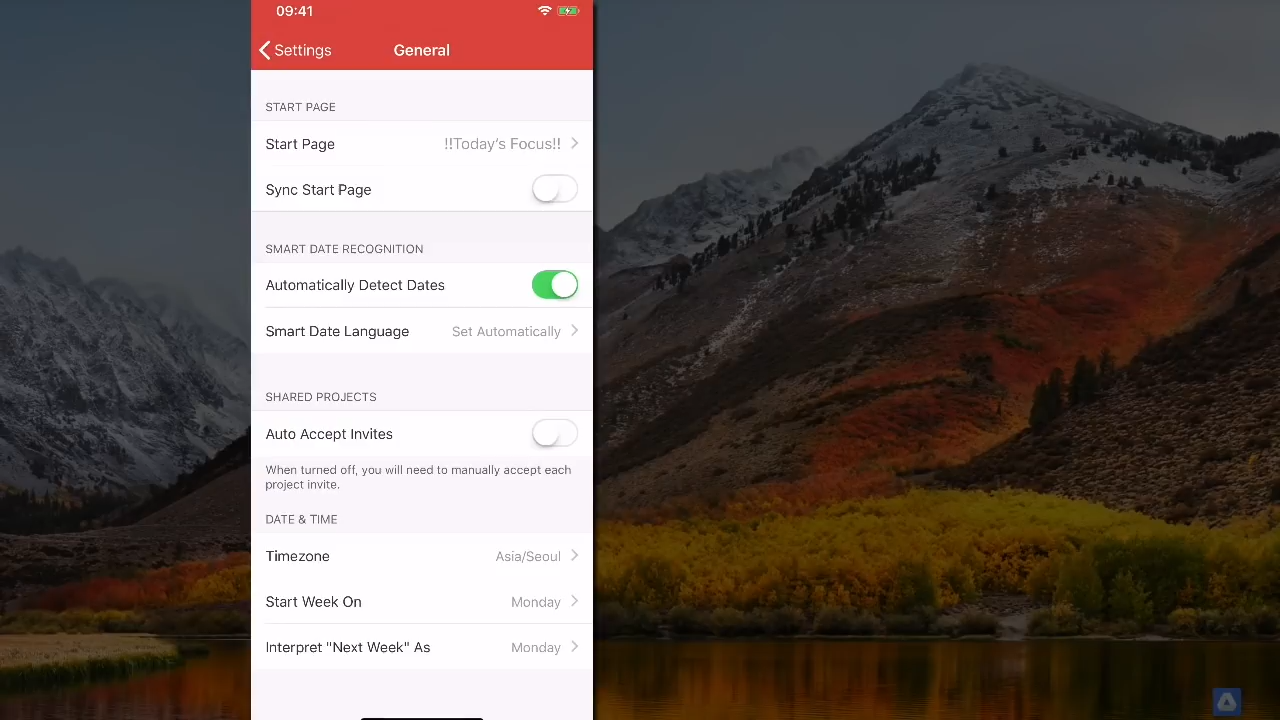 09:41
Settings
General
START PAGE
Start Page
!!Today's Focus!!
Sync Start Page
SMART DATE RECOGNITION
Automatically Detect Dates
Smart Date Language
Set Automatically
SHARED PROJECTS
Auto Accept Invites
When turned off, you will need to manually accept each
project invite.
DATE & TIME
Timezone
Asia/Seoul
Start Week On
Monday
Interpret "Next Week" As
Monday